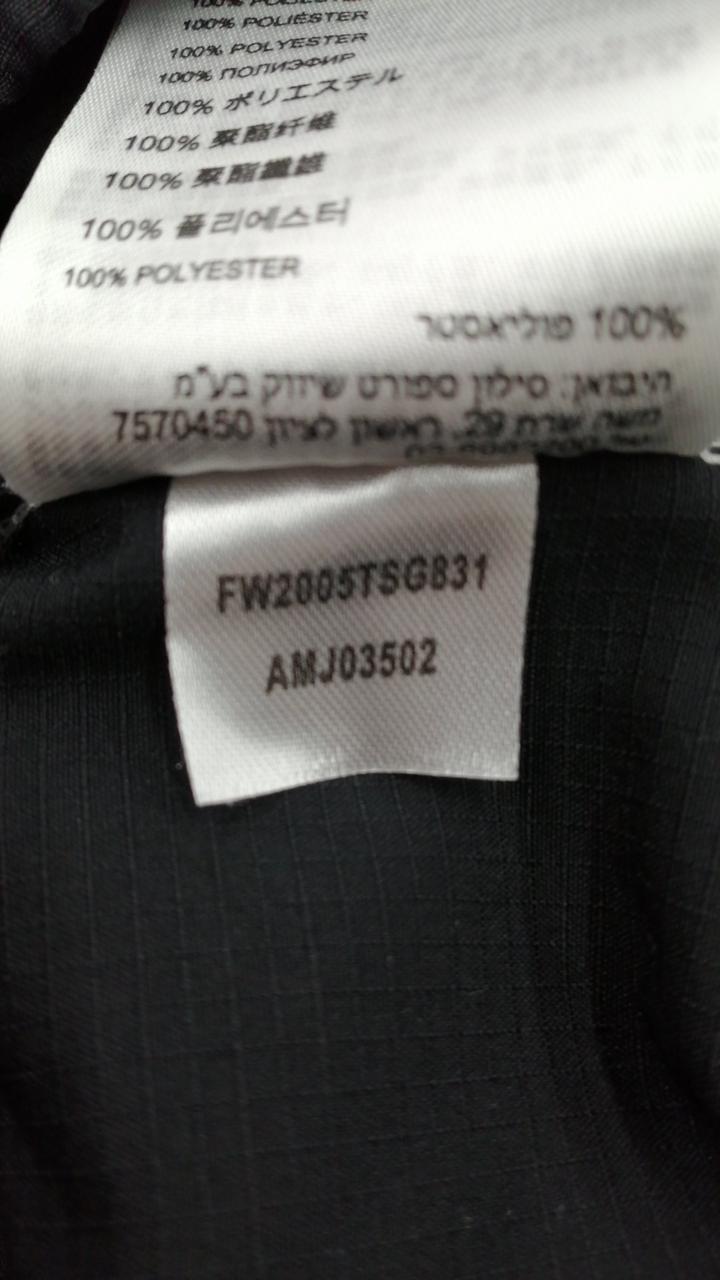 100% POLIÉSTER
100% POLYESTER
100% ПОЛИЭФИР
100% ポリエステル
100% 聚酯纤维
100% 聚酯纖維
100% 폴리에스터
100% POLYESTER
100% פוליאסטר
היבואן: סילון ספורט שיווק בע"מ
משה שרת 29, ראשון לציון 7570450
FW2005TSG831
AMJ03502